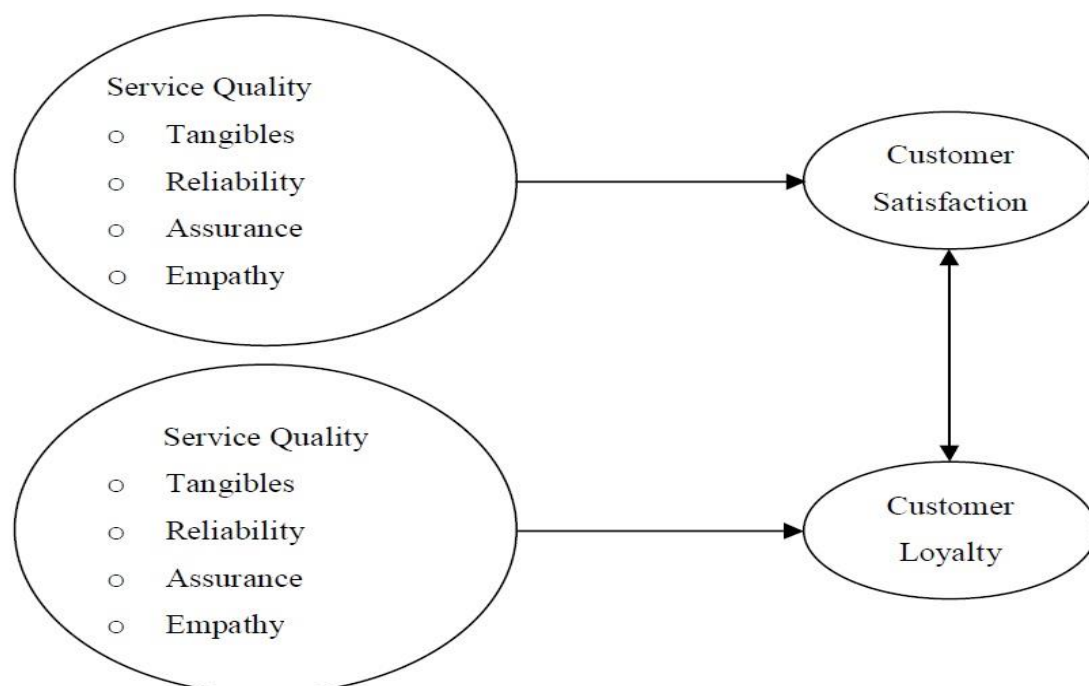 Service Quality
○ Tangibles
○ Reliability
○ Assurance
○ Empathy
Customer
Satisfaction
Service Quality
○ Tangibles
○ Reliability
○ Assurance
○ Empathy
Customer
Loyalty